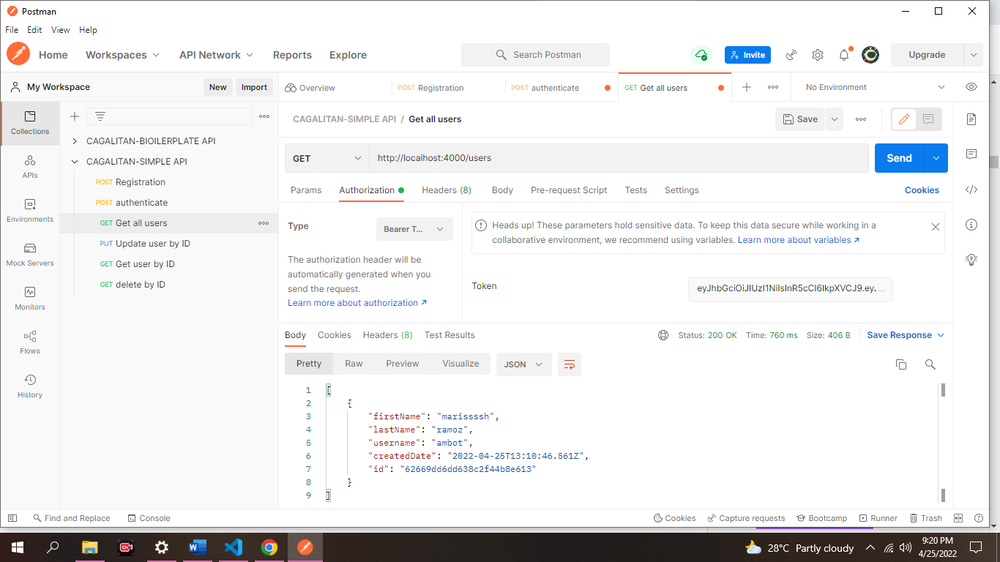 Postman
File Edit View Help
Home Workspaces API Network Reports Explore Search Postman Invite Upgrade
My Workspace New Import
Overview POST Registration POST authenticate GET Get all users No Environment
Collections
APIs
Environments
Mock Servers
Monitors
Flows
History
CAGALITAN-BIOILERPLATE API
CAGALITAN-SIMPLE API
POST Registration
POST authenticate
GET Get all users
PUT Update user by ID
GET Get user by ID
GET delete by ID
CAGALITAN-SIMPLE API / Get all users Save
GET http://localhost:4000/users Send
Params Authorization Headers (8) Body Pre-request Script Tests Settings Cookies
Type Bearer T...
The authorization header will be
automatically generated when you
send the request.
Learn more about authorization ↗
Heads up! These parameters hold sensitive data. To keep this data secure while working in a
collaborative environment, we recommend using variables. Learn more about variables ↗
Token eyJhbGciOiJIUzI1NiIsInR5cCI6IkpXVCJ9.eyJ ...
Body Cookies Headers (8) Test Results Status: 200 OK Time: 760 ms Size: 406 B Save Response
Pretty Raw Preview Visualize JSON
1 [
2 {
3 "firstName": "marissssh",
4 "lastName": "ramoz",
5 "username": "ambot",
6 "createdDate": "2022-04-25T13:10:46.561Z",
7 "id": "62669dd6dd638c2f44b8e613"
8 }
9 ]
Find and Replace Console Cookies Capture requests Bootcamp Runner Trash
28°C Partly cloudy 9:20 PM
4/25/2022